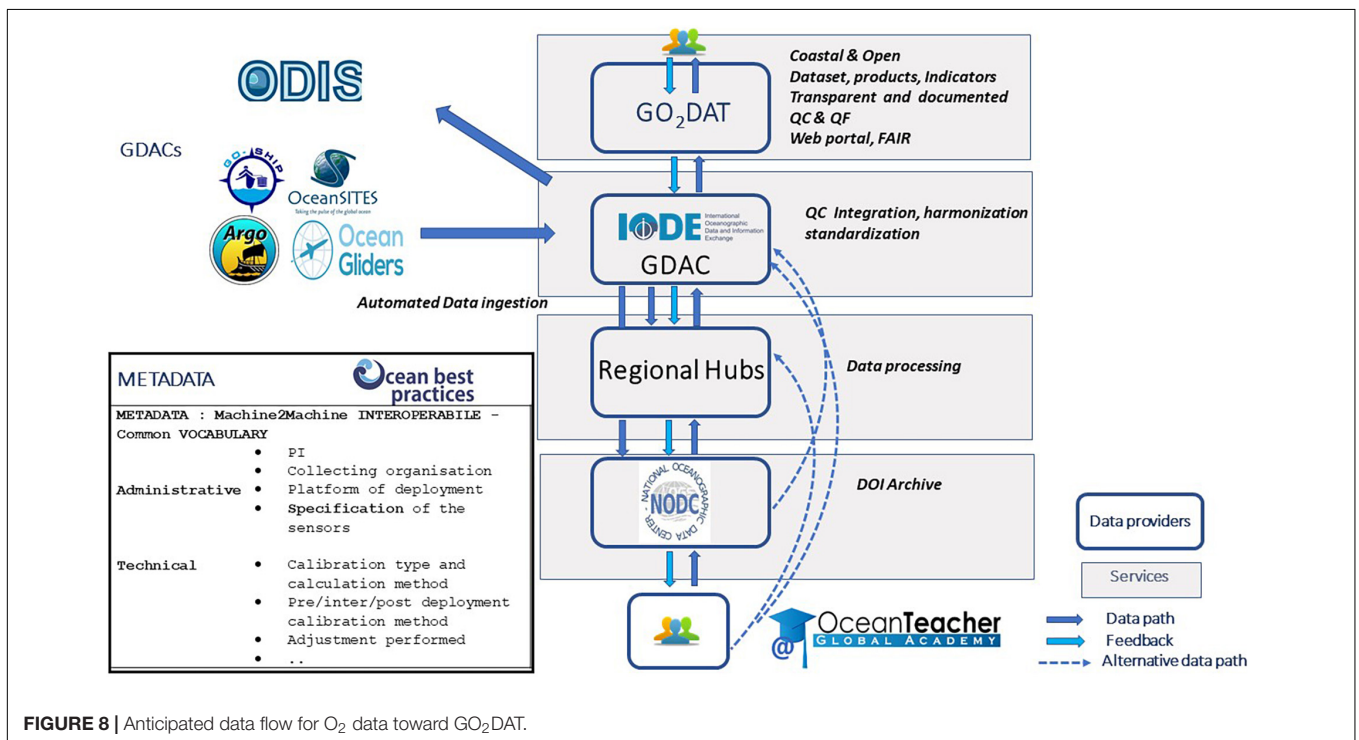 ODIS
GDACs
GO-SHIP
OceanSITES
Taking the pulse of the global ocean
Argo
Ocean
Gliders
Automated Data ingestion
GO₂DAT
Coastal & Open
Dataset, products, Indicators
Transparent and documented
QC & QF
Web portal, FAIR
IODE
International
Oceanographic
Data and Information
Exchange
GDAC
QC Integration, harmonization
standardization
Regional Hubs
Data processing
NATIONAL OCEANOGRAPHIC DATA CENTER -
NODC
DOI Archive
METADATA
Ocean best
practices
METADATA : Machine2Machine INTEROPERABILE –
Common VOCABULARY
• PI
• Collecting organisation
Administrative • Platform of deployment
• Specification of the
sensors
Technical • Calibration type and
calculation method
• Pre/inter/post deployment
calibration method
• Adjustment performed
• ..
@ OceanTeacher
GLOBAL ACADEMY
Data providers
Services
Data path
Feedback
Alternative data path
FIGURE 8 | Anticipated data flow for O₂ data toward GO₂DAT.